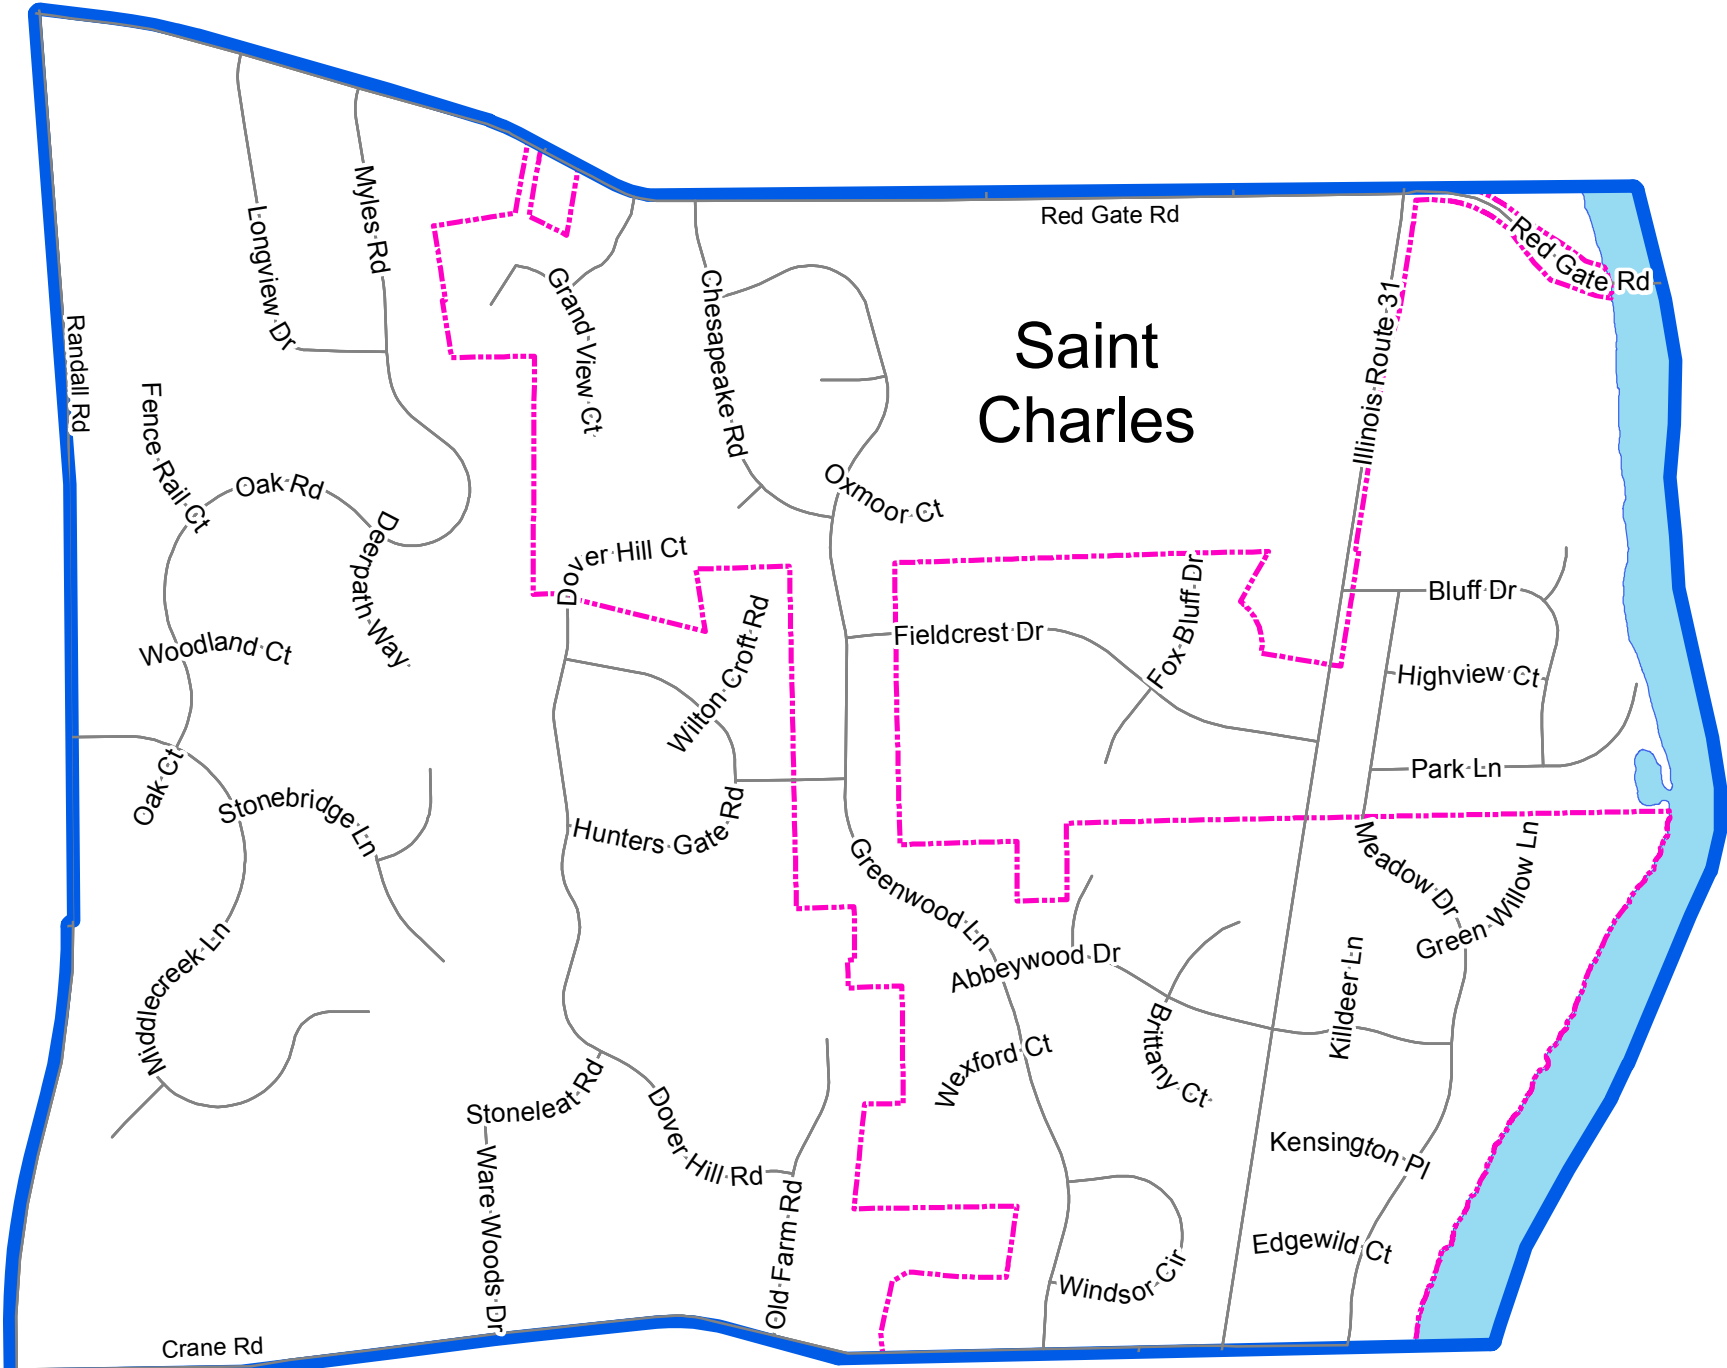 Red Gate Rd
Red Gate Rd
Myles Rd
Longview Dr
Grand View Ct
Chesapeake Rd
Saint
Charles
Illinois Route 31
Randall Rd
Fence Rail Ct
Oak Rd
Oxmoor Ct
Deerpath Way
Dover Hill Ct
Fox Bluff Dr
Bluff Dr
Woodland Ct
Wilton Croft Rd
Fieldcrest Dr
Highview Ct
Oak Ct
Stonebridge Ln
Hunters Gate Rd
Park Ln
Greenwood Ln
Meadow Dr
Green Willow Ln
Middlecreek Ln
Abbeywood Dr
Killdeer Ln
Brittany Ct
Wexford Ct
Stoneleat Rd
Dover Hill Rd
Kensington Pl
Ware Woods Dr
Old Farm Rd
Edgewild Ct
Windsor Cir
Crane Rd